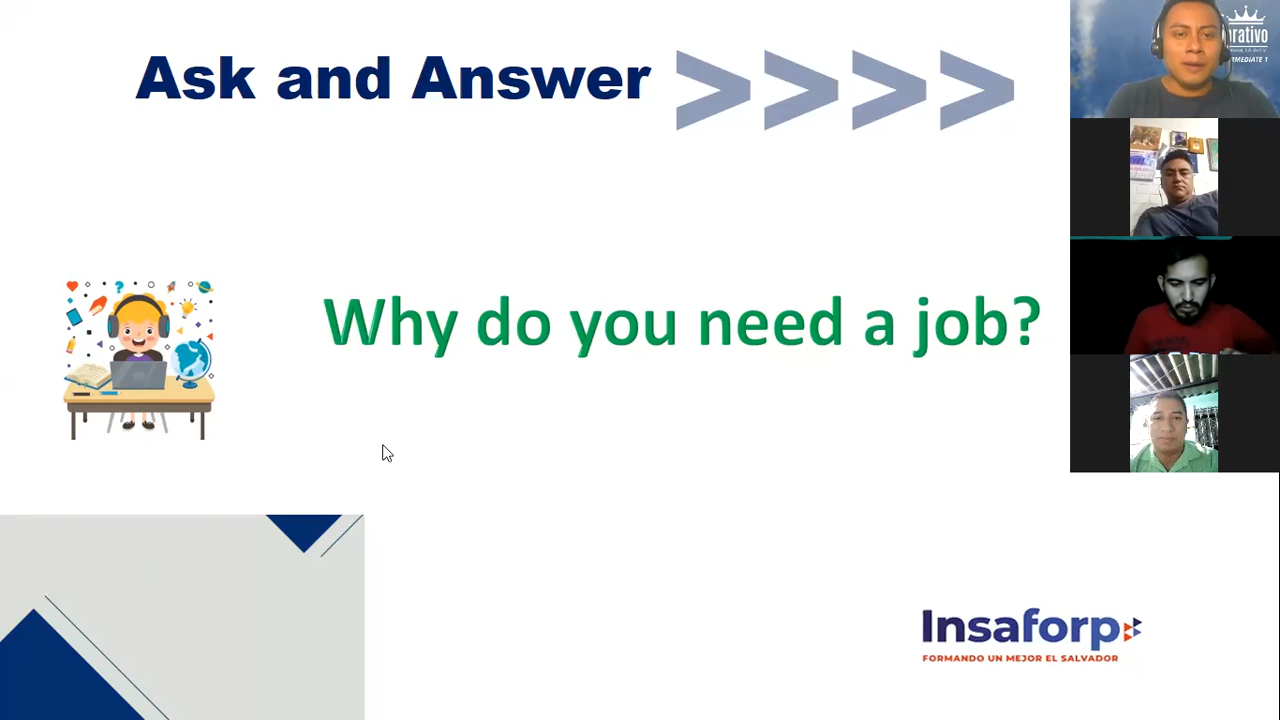 Ask and Answer >>>>
Why do you need a job?
Insaforp
FORMANDO UN MEJOR EL SALVADOR